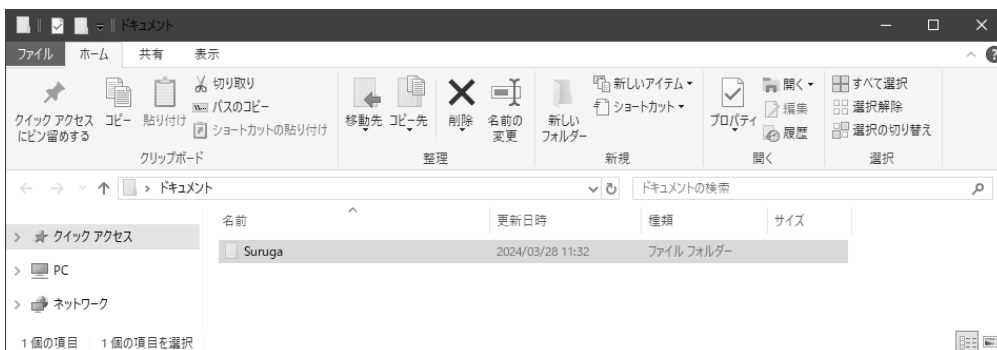 ドキュメント
ファイル ホーム 共有 表示
クイック アクセス
にピン留めする
コピー
貼り付け
切り取り
パスのコピー
ショートカットの貼り付け
クリップボード
移動先
コピー先
削除
名前の
変更
整理
新しい
フォルダー
新しいアイテム
ショートカット
新規
プロパティ
開く
編集
履歴
開く
すべて選択
選択解除
選択の切り替え
選択
ドキュメント
ドキュメントの検索
クイック アクセス
PC
ネットワーク
名前 更新日時 種類 サイズ
Suruga 2024/03/28 11:32 ファイル フォルダー
1 個の項目 1 個の項目を選択